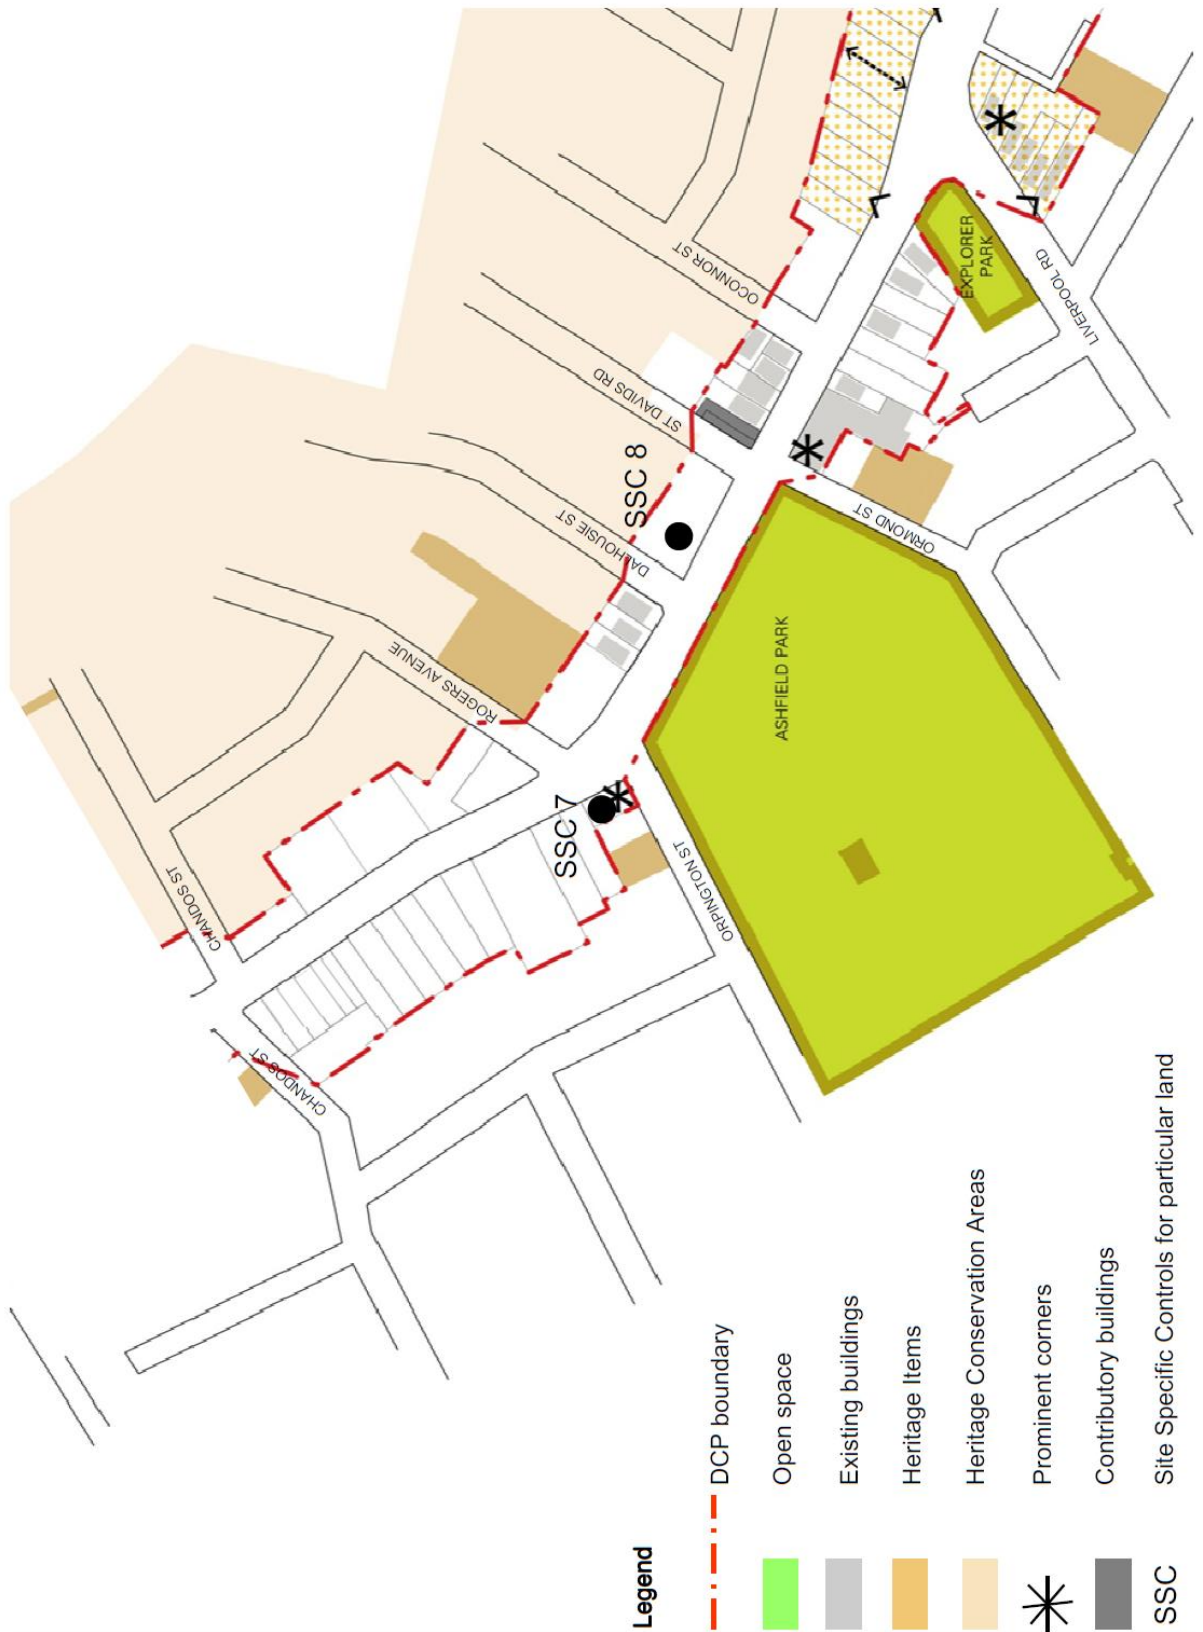 OCONNOR ST
EXPLORER
PARK
LIVERPOOL RD
ST DAVIDS RD
SSC 8
DALHOUSIE ST
ORMOND ST
ROGERS AVENUE
ASHFIELD PARK
SSC 7
ORPINGTON ST
CHANDOS ST
CHANDOS ST
Legend
DCP boundary
Open space
Existing buildings
Heritage Items
Heritage Conservation Areas
Prominent corners
Contributory buildings
SSC Site Specific Controls for particular land